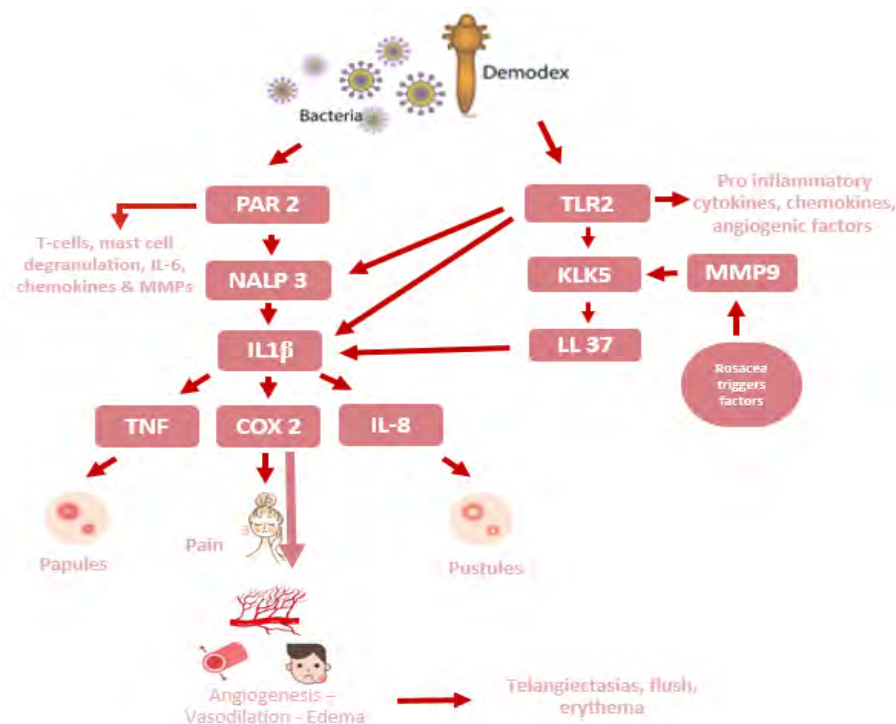 Demodex
Bacteria
PAR 2
TLR2
Pro inflammatory
cytokines, chemokines,
angiogenic factors
T-cells, mast cell
degranulation, IL-6,
chemokines & MMPs
NALP 3
KLK5
MMP9
IL1β
LL 37
Rosacea
triggers
factors
TNF
COX 2
IL-8
Pain
Papules
Pustules
Angiogenesis –
Vasodilation - Edema
Telangiectasias, flush,
erythema